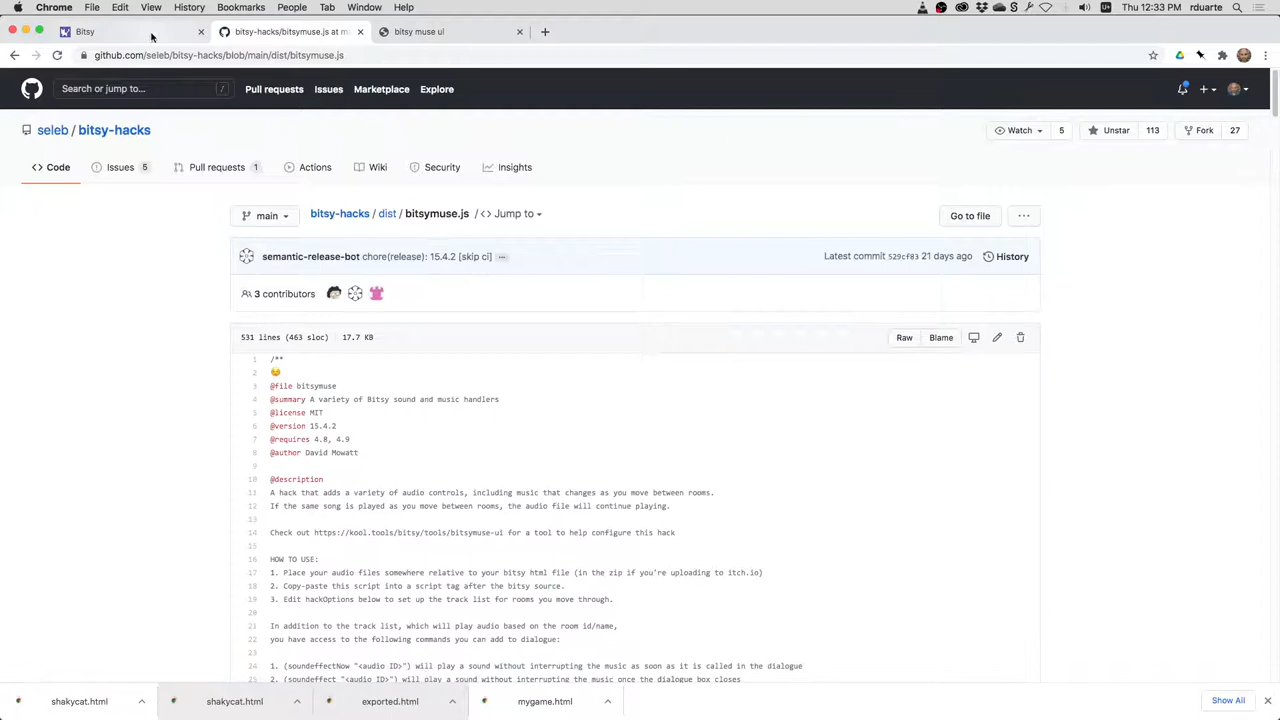 Chrome File Edit View History Bookmarks People Tab Window Help Thu 12:33 PM rduarte
Bitsy bitsy-hacks/bitsymuse.js at m bitsy muse ui
github.com/seleb/bitsy-hacks/blob/main/dist/bitsymuse.js
Search or jump to... / Pull requests Issues Marketplace Explore
seleb / bitsy-hacks Watch 5 Unstar 113 Fork 27
<> Code Issues 5 Pull requests 1 Actions Wiki Security Insights
main bitsy-hacks / dist / bitsymuse.js / <> Jump to Go to file ...
semantic-release-bot chore(release): 15.4.2 [skip ci] ... Latest commit 529cf83 21 days ago History
3 contributors
531 lines (463 sloc) 17.7 KB Raw Blame
1 /**
2 😌
3 @file bitsymuse
4 @summary A variety of Bitsy sound and music handlers
5 @license MIT
6 @version 15.4.2
7 @requires 4.8, 4.9
8 @author David Mowatt
9
10 @description
11 A hack that adds a variety of audio controls, including music that changes as you move between rooms.
12 If the same song is played as you move between rooms, the audio file will continue playing.
13
14 Check out https://kool.tools/bitsy/tools/bitsymuse-ui for a tool to help configure this hack
15
16 HOW TO USE:
17 1. Place your audio files somewhere relative to your bitsy html file (in the zip if you're uploading to itch.io)
18 2. Copy-paste this script into a script tag after the bitsy source.
19 3. Edit hackOptions below to set up the track list for rooms you move through.
20
21 In addition to the track list, which will play audio based on the room id/name,
22 you have access to the following commands you can add to dialogue:
23
24 1. (soundeffectNow "<audio ID>") will play a sound without interrupting the music as soon as it is called in the dialogue
25 2. (soundeffect "<audio ID>") will play a sound without interrupting the music once the dialogue box closes
shakycat.html shakycat.html exported.html mygame.html Show All